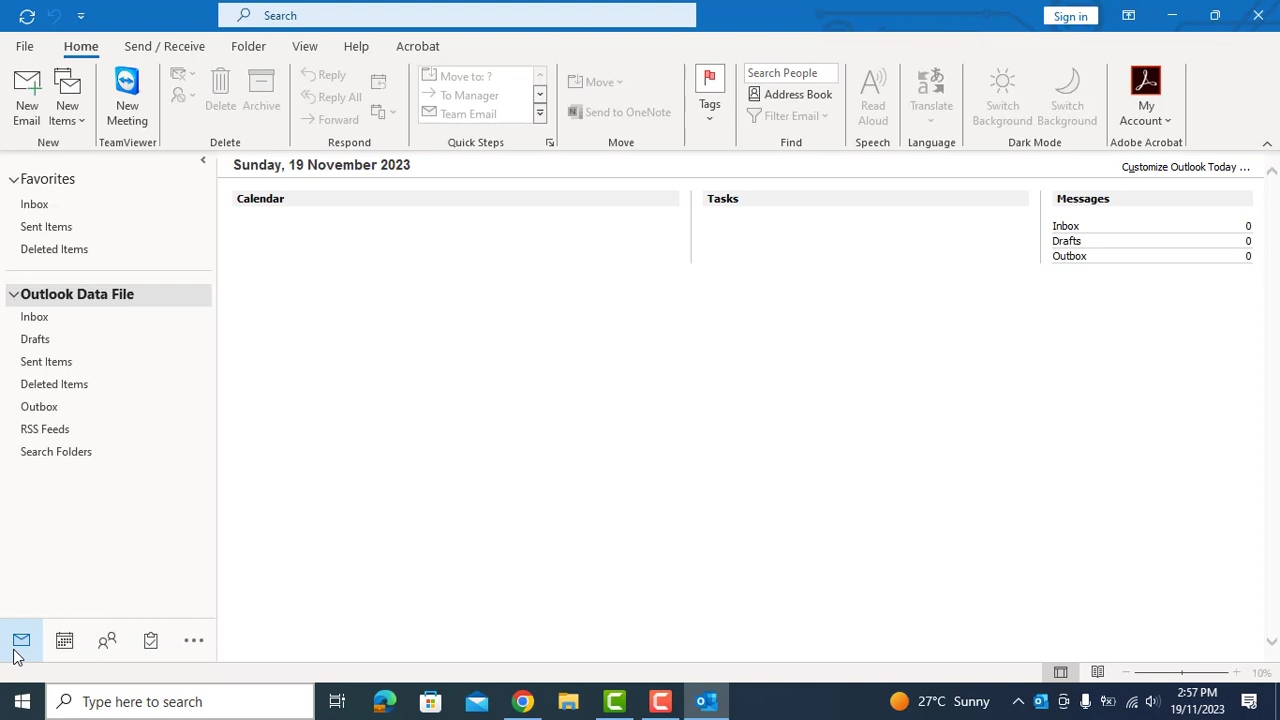 Search
Sign in
File Home Send / Receive Folder View Help Acrobat
New Email
New Items
New
New Meeting
TeamViewer
Delete
Archive
Delete
Reply
Reply All
Forward
Respond
Move to: ?
To Manager
Team Email
Quick Steps
Move
Send to OneNote
Move
Tags
Search People
Address Book
Filter Email
Find
Read Aloud
Speech
Translate
Language
Switch Background
Switch Background
Dark Mode
My Account
Adobe Acrobat
Favorites
Inbox
Sent Items
Deleted Items
Outlook Data File
Inbox
Drafts
Sent Items
Deleted Items
Outbox
RSS Feeds
Search Folders
Sunday, 19 November 2023
Customize Outlook Today ...
Calendar
Tasks
Messages
Inbox 0
Drafts 0
Outbox 0
10%
Type here to search
27°C Sunny
2:57 PM
19/11/2023